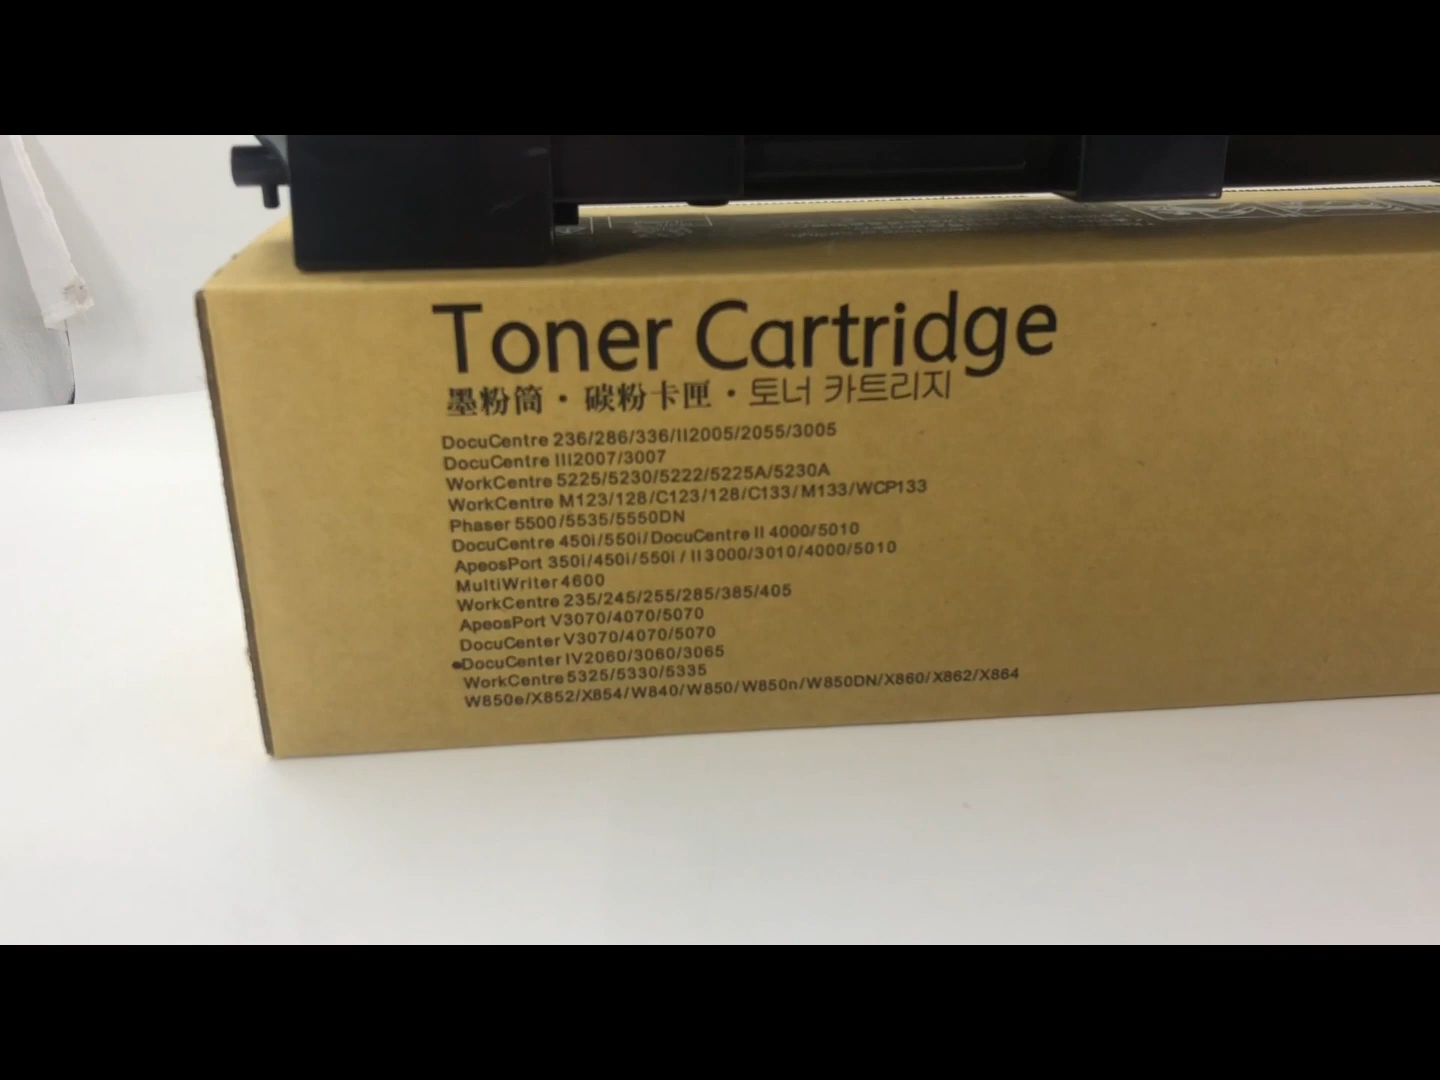 Toner Cartridge
墨粉筒・碳粉卡匣・토너 카트리지
DocuCentre 236/286/336/II2005/2055/3005
DocuCentre III2007/3007
WorkCentre 5225/5230/5222/5225A/5230A
WorkCentre M123/128/C123/128/C133/M133/WCP133
Phaser 5500/5535/5550DN
DocuCentre 450i/550i/DocuCentre II 4000/5010
ApeosPort 350i/450i/550i / II3000/3010/4000/5010
MultiWriter4600
WorkCentre 235/245/255/285/385/405
ApeosPort V3070/4070/5070
DocuCenter V3070/4070/5070
DocuCenter IV2060/3060/3065
WorkCentre 5325/5330/5335
W850e/X852/X854/W840/W850/W850n/W850DN/X860/X862/X864